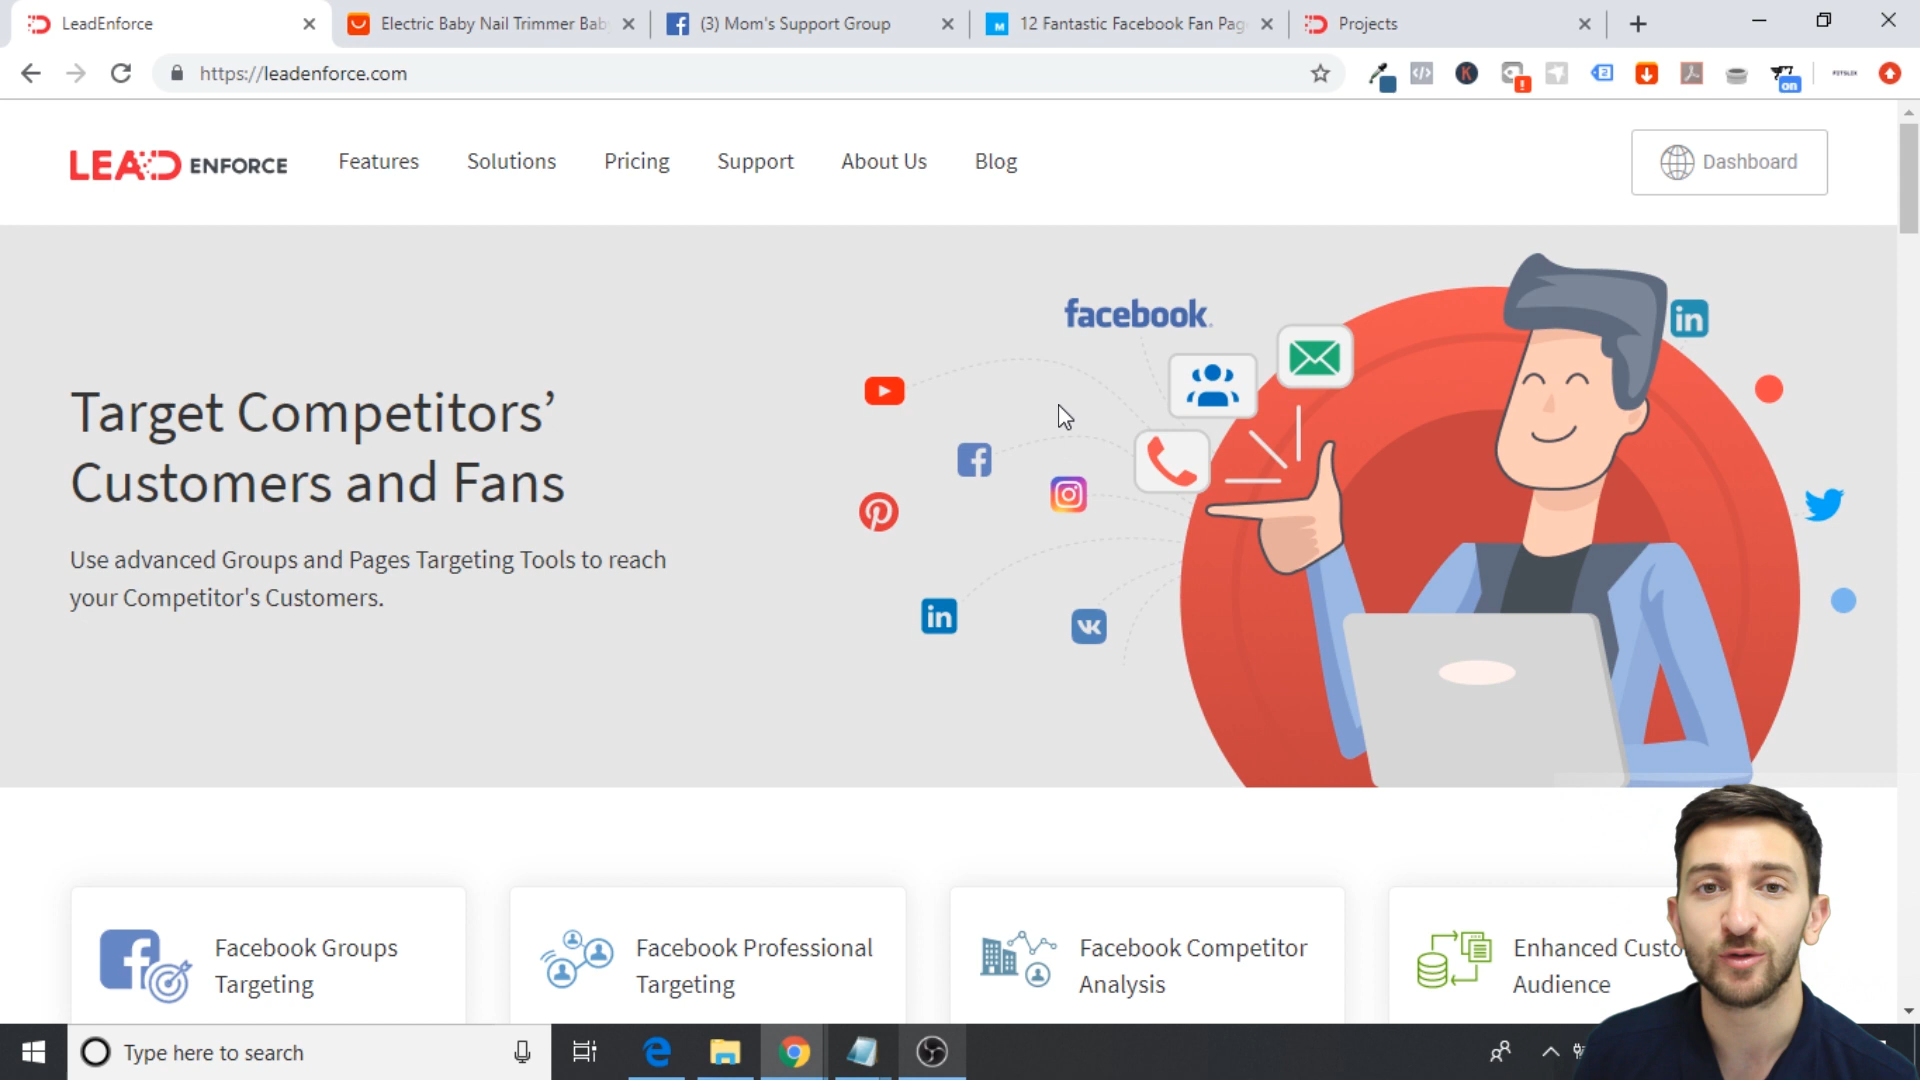 LeadEnforce
Electric Baby Nail Trimmer Bab
(3) Mom's Support Group
12 Fantastic Facebook Fan Pag
Projects
https://leadenforce.com
on
LEAD ENFORCE
Features
Solutions
Pricing
Support
About Us
Blog
Dashboard
facebook.
Target Competitors’
Customers and Fans
Use advanced Groups and Pages Targeting Tools to reach
your Competitor's Customers.
Facebook Groups
Targeting
Facebook Professional
Targeting
Facebook Competitor
Analysis
Enhanced Custo
Audience
Type here to search